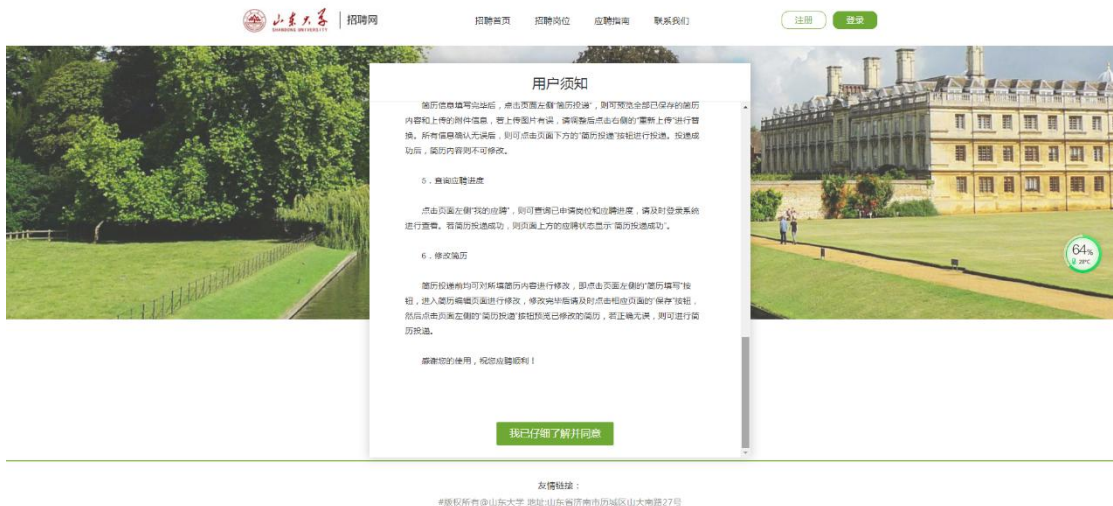 山东大学
SHANDONG UNIVERSITY
招聘网
招聘首页 招聘岗位 应聘指南 联系我们
注册 登录
用户须知
简历信息填写完毕后，点击页面左侧“简历投递”，则可预览全部已保存的简历
内容和上传的附件信息，若上传图片有误，请调整后点击右侧的“重新上传”进行替
换。所有信息确认无误后，则可点击页面下方的“简历投递”按钮进行投递。投递成
功后，简历内容则不可修改。
5．查询应聘进度
点击页面左侧“我的应聘”，则可查询已申请岗位和应聘进度，请及时登录系统
进行查看。若简历投递成功，则页面上方的应聘状态显示“简历投递成功”。
6．修改简历
简历投递前均可对所填简历内容进行修改，即点击页面左侧的“简历填写”按
钮，进入简历编辑页面进行修改，修改完毕后请及时点击相应页面的“保存”按钮，
然后点击页面左侧的“简历投递”按钮预览已修改的简历，若正确无误，则可进行简
历投递。
感谢您的使用，祝您应聘顺利！
我已仔细了解并同意
64%
39°C
友情链接：
#版权所有@山东大学 地址:山东省济南市历城区山大南路27号